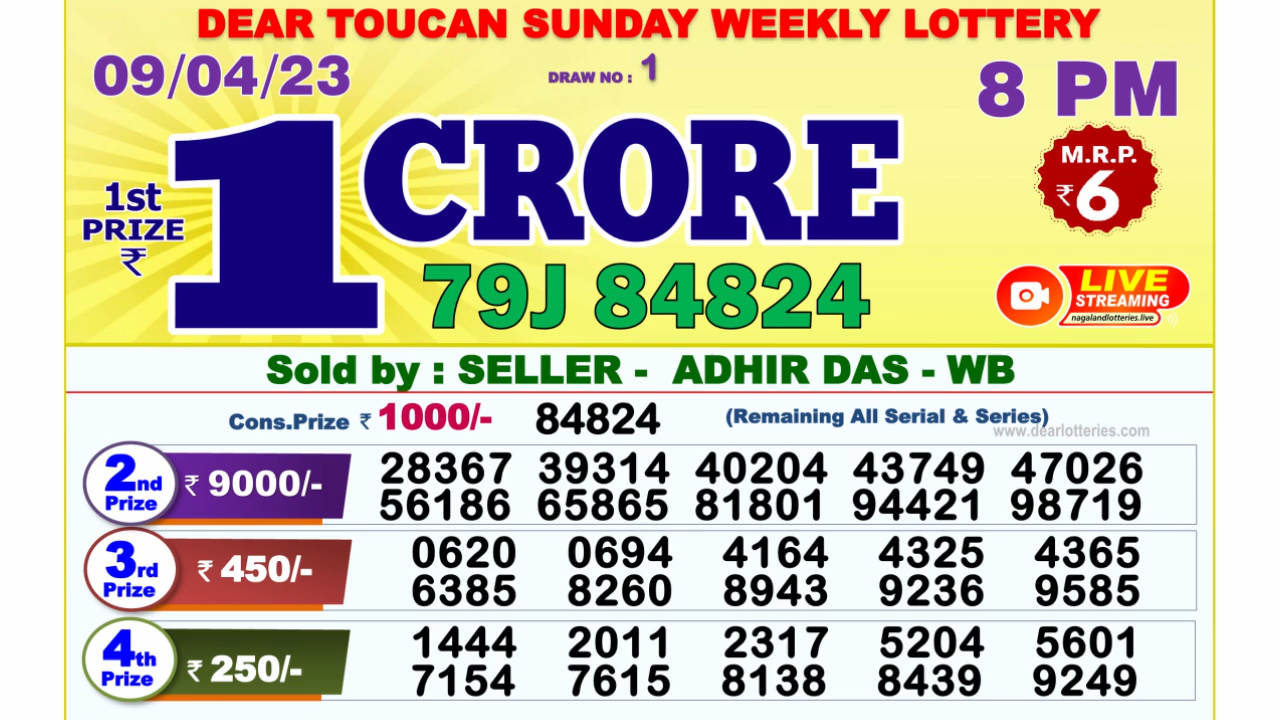 DEAR TOUCAN SUNDAY WEEKLY LOTTERY
09/04/23
DRAW NO : 1
8 PM
1st PRIZE ₹
1 CRORE
M.R.P.
₹ 6
79J 84824
LIVE
STREAMING
nagalandlotteries.live
Sold by : SELLER - ADHIR DAS - WB
Cons.Prize ₹ 1000/- 84824 (Remaining All Serial & Series)
www.dearlotteries.com
2nd Prize ₹ 9000/-
28367 39314 40204 43749 47026
56186 65865 81801 94421 98719
3rd Prize ₹ 450/-
0620 0694 4164 4325 4365
6385 8260 8943 9236 9585
4th Prize ₹ 250/-
1444 2011 2317 5204 5601
7154 7615 8138 8439 9249